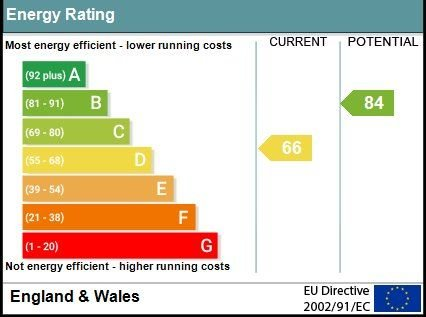 Energy Rating
Most energy efficient - lower running costs
CURRENT
POTENTIAL
(92 plus) A
(81 - 91) B
84
(69 - 80) C
(55 - 68) D
66
(39 - 54) E
(21 - 38) F
(1 - 20) G
Not energy efficient - higher running costs
England & Wales
EU Directive
2002/91/EC